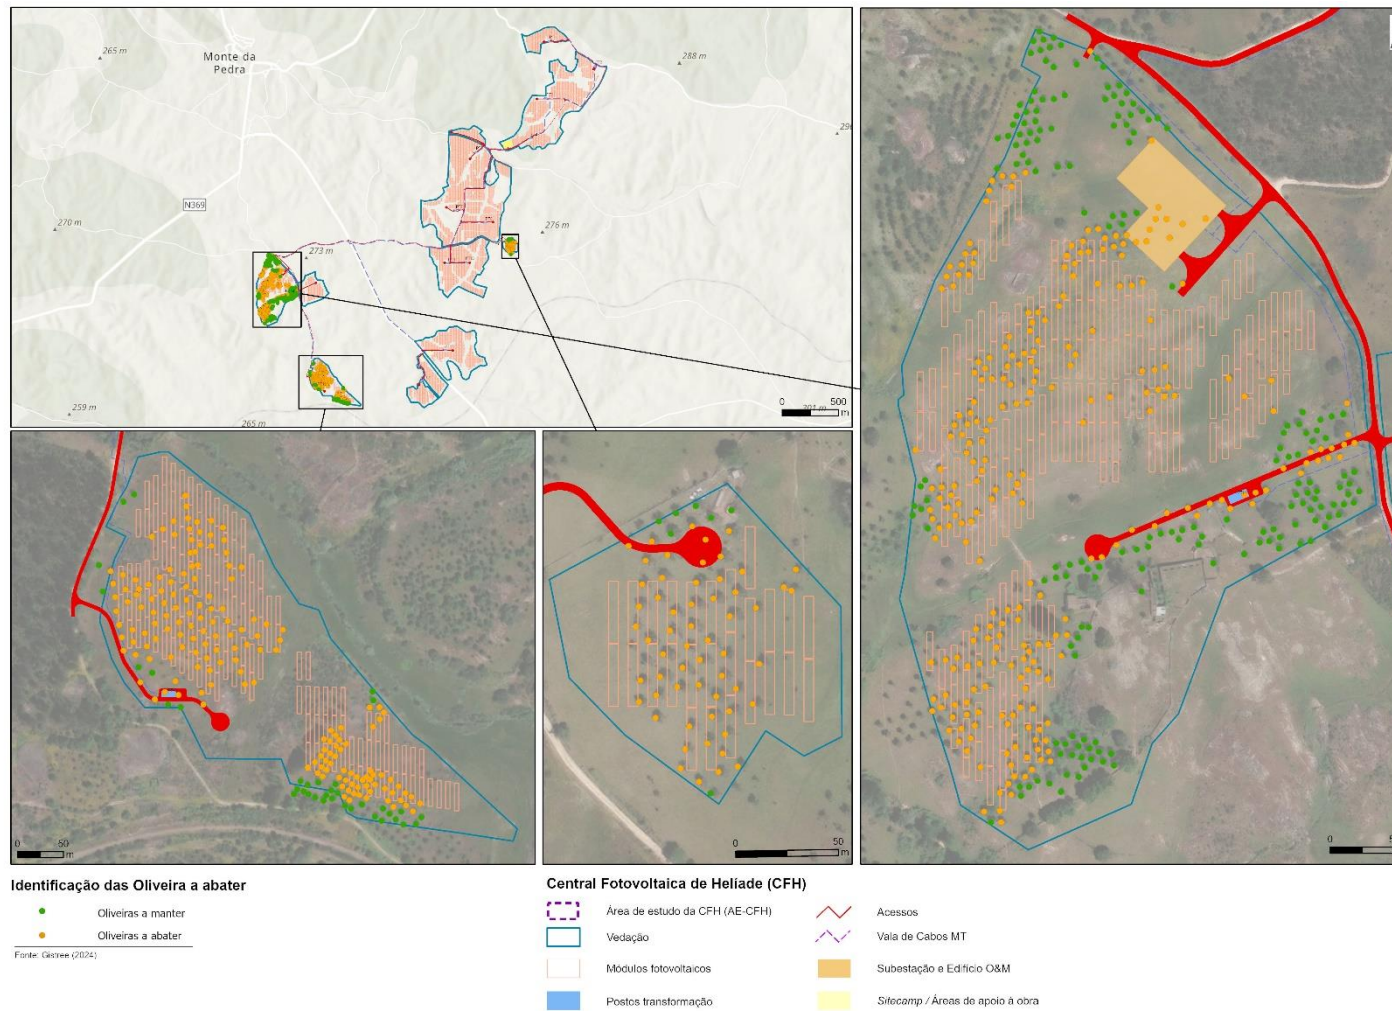 265 m
Monte da
Pedra
288 m
N369
270 m
276 m
273 m
259 m
265 m
0 500
m
0 50
m
0 50
m
0
Identificação das Oliveira a abater
Oliveiras a manter
Oliveiras a abater
Fonte: Gistree (2024)
Central Fotovoltaica de Helíade (CFH)
Área de estudo da CFH (AE-CFH)
Vedação
Módulos fotovoltaicos
Postos transformação
Acessos
Vala de Cabos MT
Subestação e Edifício O&M
Sitecamp / Áreas de apoio à obra